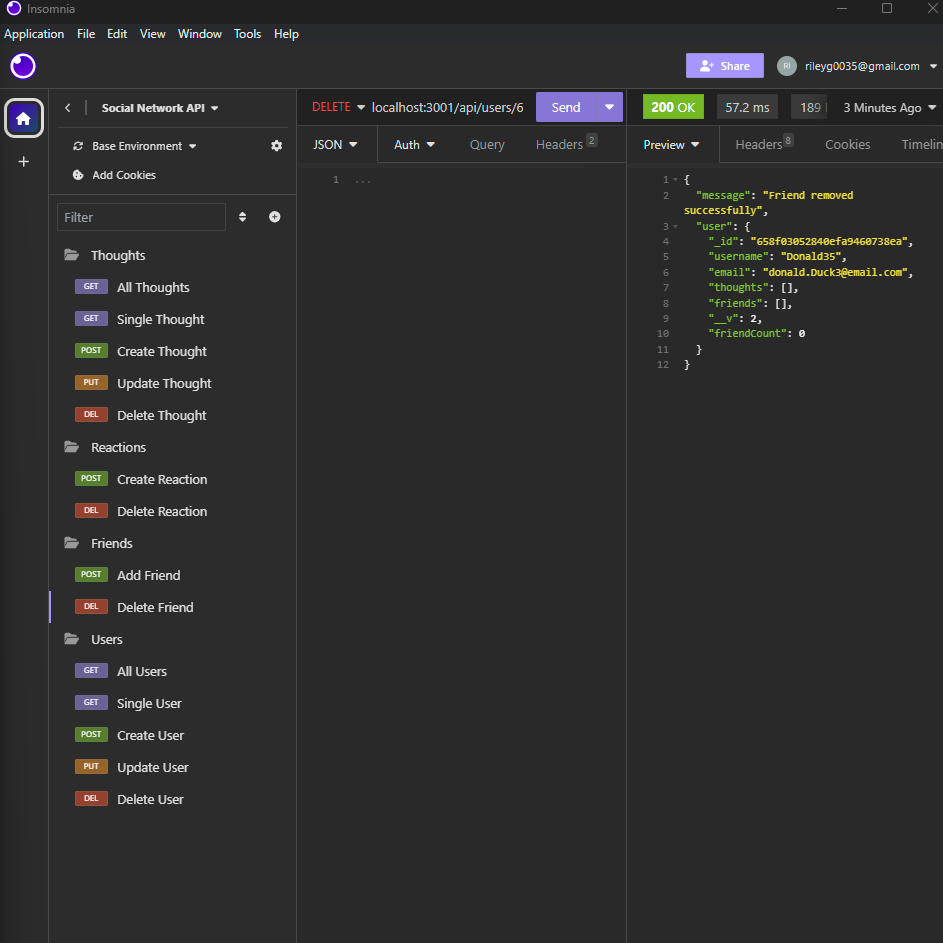 Insomnia
Application File Edit View Window Tools Help
Share RI rileyg0035@gmail.com
Social Network API
DELETE localhost:3001/api/users/6 Send
200 OK 57.2 ms 189 3 Minutes Ago
Base Environment
JSON Auth Query Headers 2
Preview Headers 8 Cookies Timelin
Add Cookies
Filter
Thoughts
GET All Thoughts
GET Single Thought
POST Create Thought
PUT Update Thought
DEL Delete Thought
Reactions
POST Create Reaction
DEL Delete Reaction
Friends
POST Add Friend
DEL Delete Friend
Users
GET All Users
GET Single User
POST Create User
PUT Update User
DEL Delete User
1 ...
1 {
2 "message": "Friend removed
successfully",
3 "user": {
4 "_id": "658f03052840efa9460738ea",
5 "username": "Donald35",
6 "email": "donald.Duck3@email.com",
7 "thoughts": [],
8 "friends": [],
9 "__v": 2,
10 "friendCount": 0
11 }
12 }